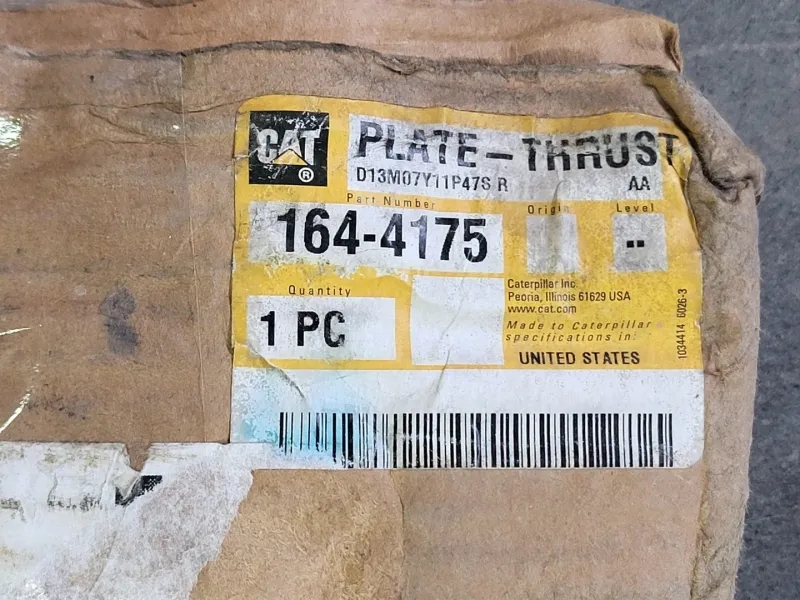 CAT
®
PLATE-THRUST
D13M07Y11P47S R AA
Part Number Origin Level
164-4175 --
Quantity
1 PC
Caterpillar Inc.
Peoria, Illinois 61629 USA
www.cat.com
Made to Caterpillar
specifications in:
UNITED STATES
1034414 6026-3